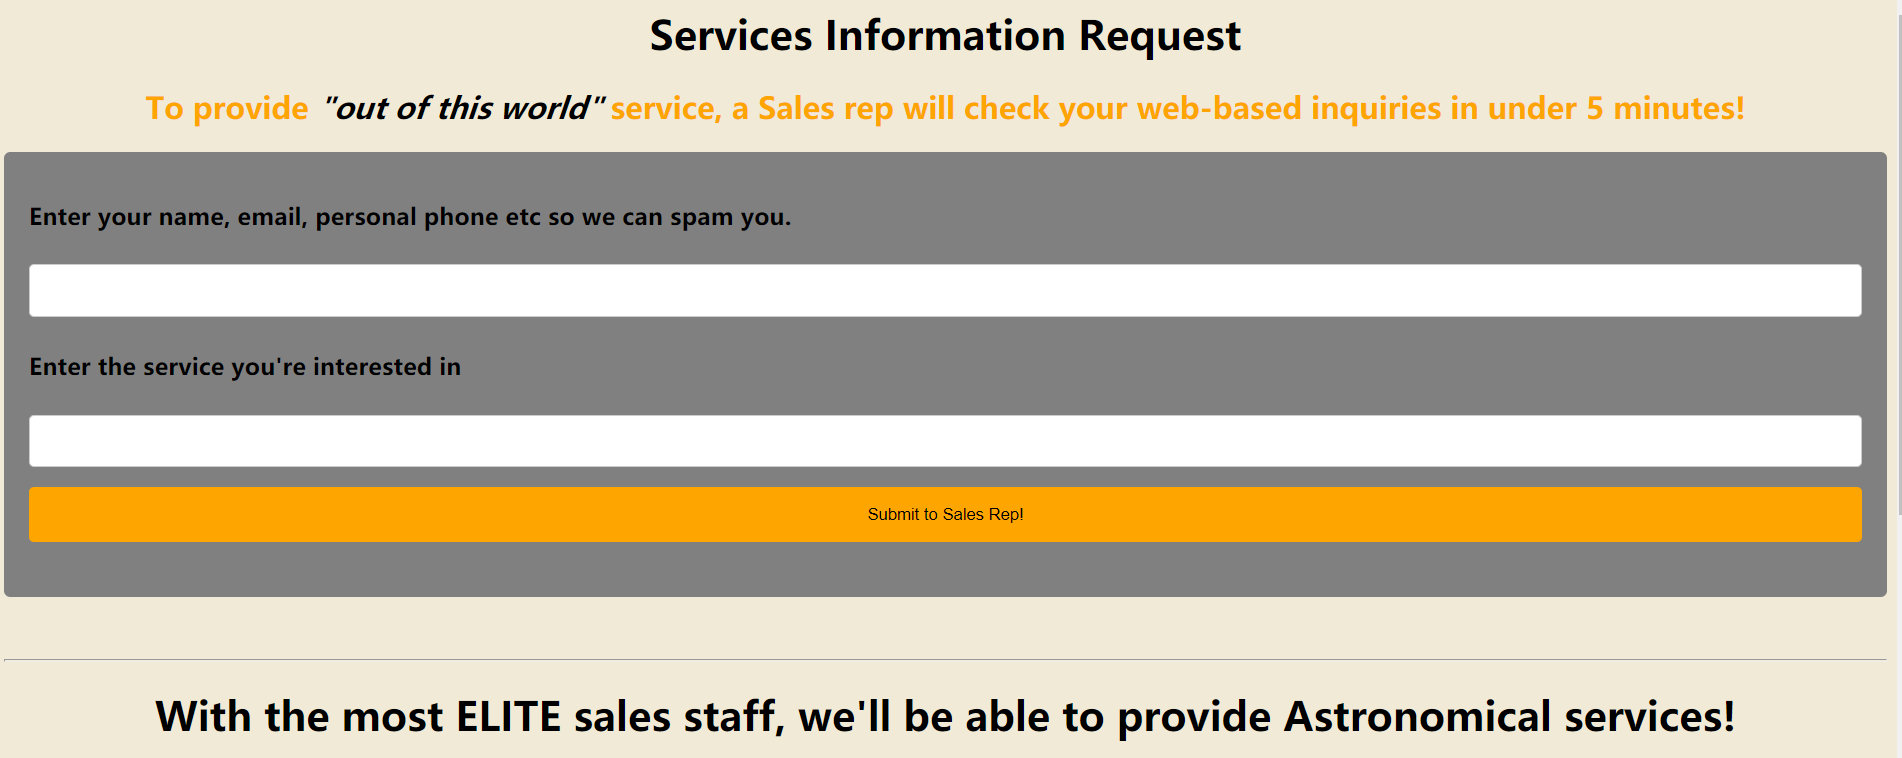 Services Information Request
To provide "out of this world" service, a Sales rep will check your web-based inquiries in under 5 minutes!
Enter your name, email, personal phone etc so we can spam you.
Enter the service you're interested in
Submit to Sales Rep!
With the most ELITE sales staff, we'll be able to provide Astronomical services!